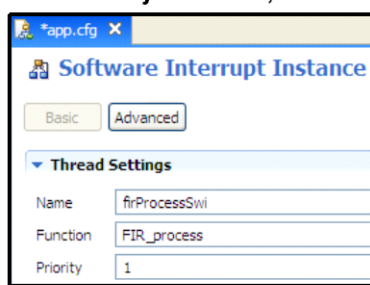 *app.cfg
Software Interrupt Instance
Basic Advanced
Thread Settings
Name firProcessSwi
Function FIR_process
Priority 1